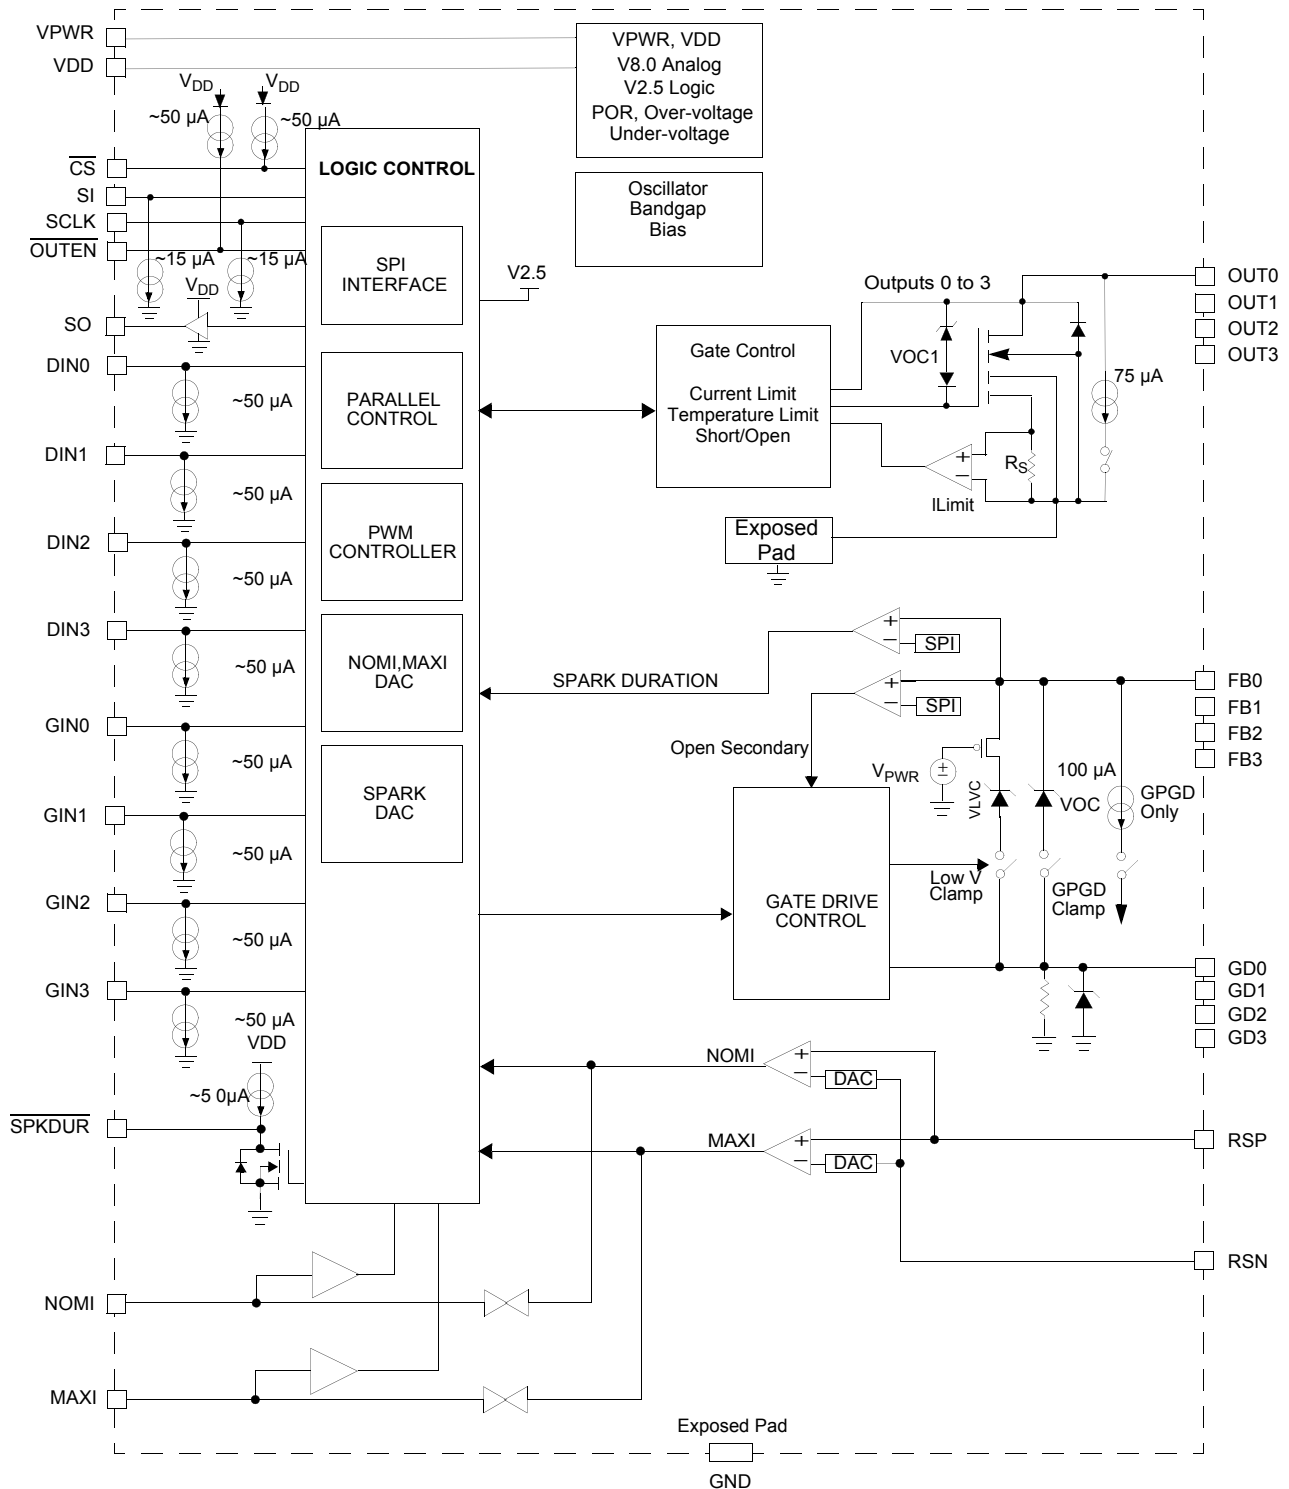 VPWR
VDD
VPWR, VDD
V8.0 Analog
V2.5 Logic
POR, Over-voltage
Under-voltage
VDD
VDD
~50 µA
~50 µA
CS
SI
SCLK
OUTEN
~15 µA
~15 µA
VDD
SO
LOGIC CONTROL
SPI
INTERFACE
V2.5
Oscillator
Bandgap
Bias
Outputs 0 to 3
OUT0
OUT1
OUT2
OUT3
Gate Control
Current Limit
Temperature Limit
Short/Open
VOC1
75 µA
+
−
RS
ILimit
Exposed
Pad
DIN0
~50 µA
PARALLEL
CONTROL
DIN1
~50 µA
PWM
CONTROLLER
DIN2
~50 µA
DIN3
~50 µA
NOMI,MAXI
DAC
SPARK DURATION
+
−
SPI
+
−
SPI
FB0
FB1
FB2
FB3
GIN0
~50 µA
SPARK
DAC
Open Secondary
VPWR
±
VLVC
100 µA
VOC
GPGD
Only
GIN1
~50 µA
GIN2
~50 µA
GATE DRIVE
CONTROL
Low V
Clamp
GPGD
Clamp
GD0
GD1
GD2
GD3
GIN3
~50 µA
VDD
~5 0µA
SPKDUR
NOMI
+
−
DAC
MAXI
+
−
DAC
RSP
RSN
NOMI
MAXI
Exposed Pad
GND